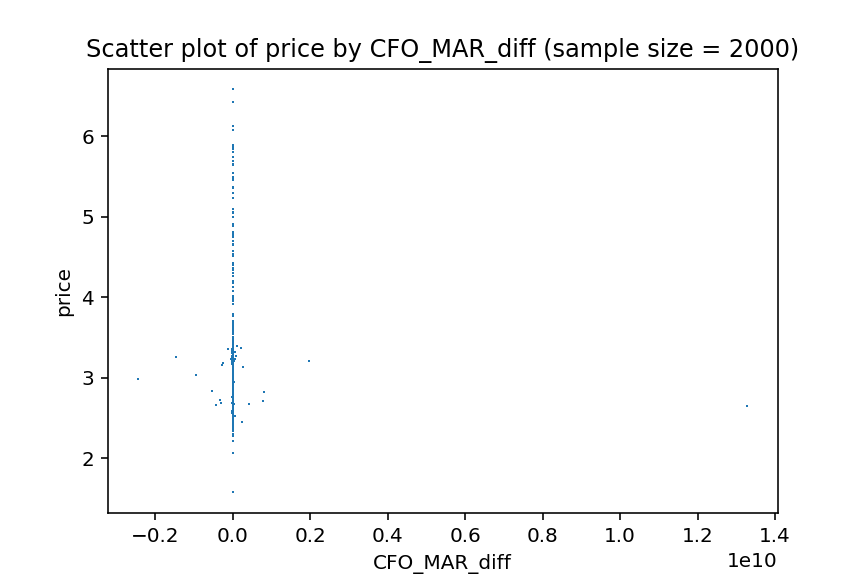 Scatter plot of price by CFO_MAR_diff (sample size = 2000)
6
5
4
3
2
price
−0.2 0.0 0.2 0.4 0.6 0.8 1.0 1.2 1.4
1e10
CFO_MAR_diff